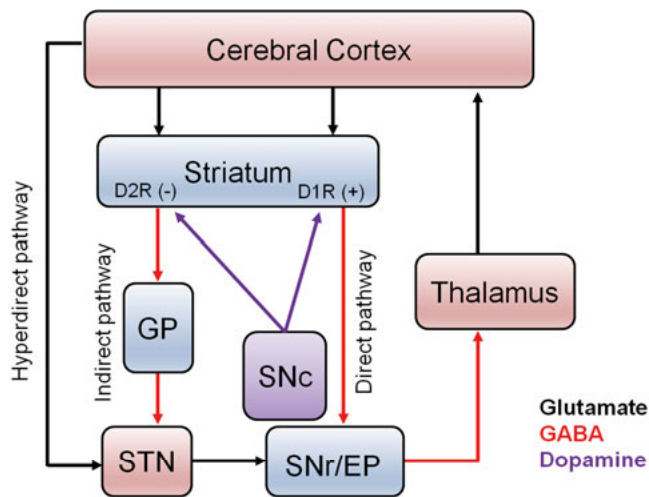 Cerebral Cortex
Striatum
D2R (-)
D1R (+)
Hyperdirect pathway
Indirect pathway
Direct pathway
GP
SNc
Thalamus
STN
SNr/EP
Glutamate
GABA
Dopamine